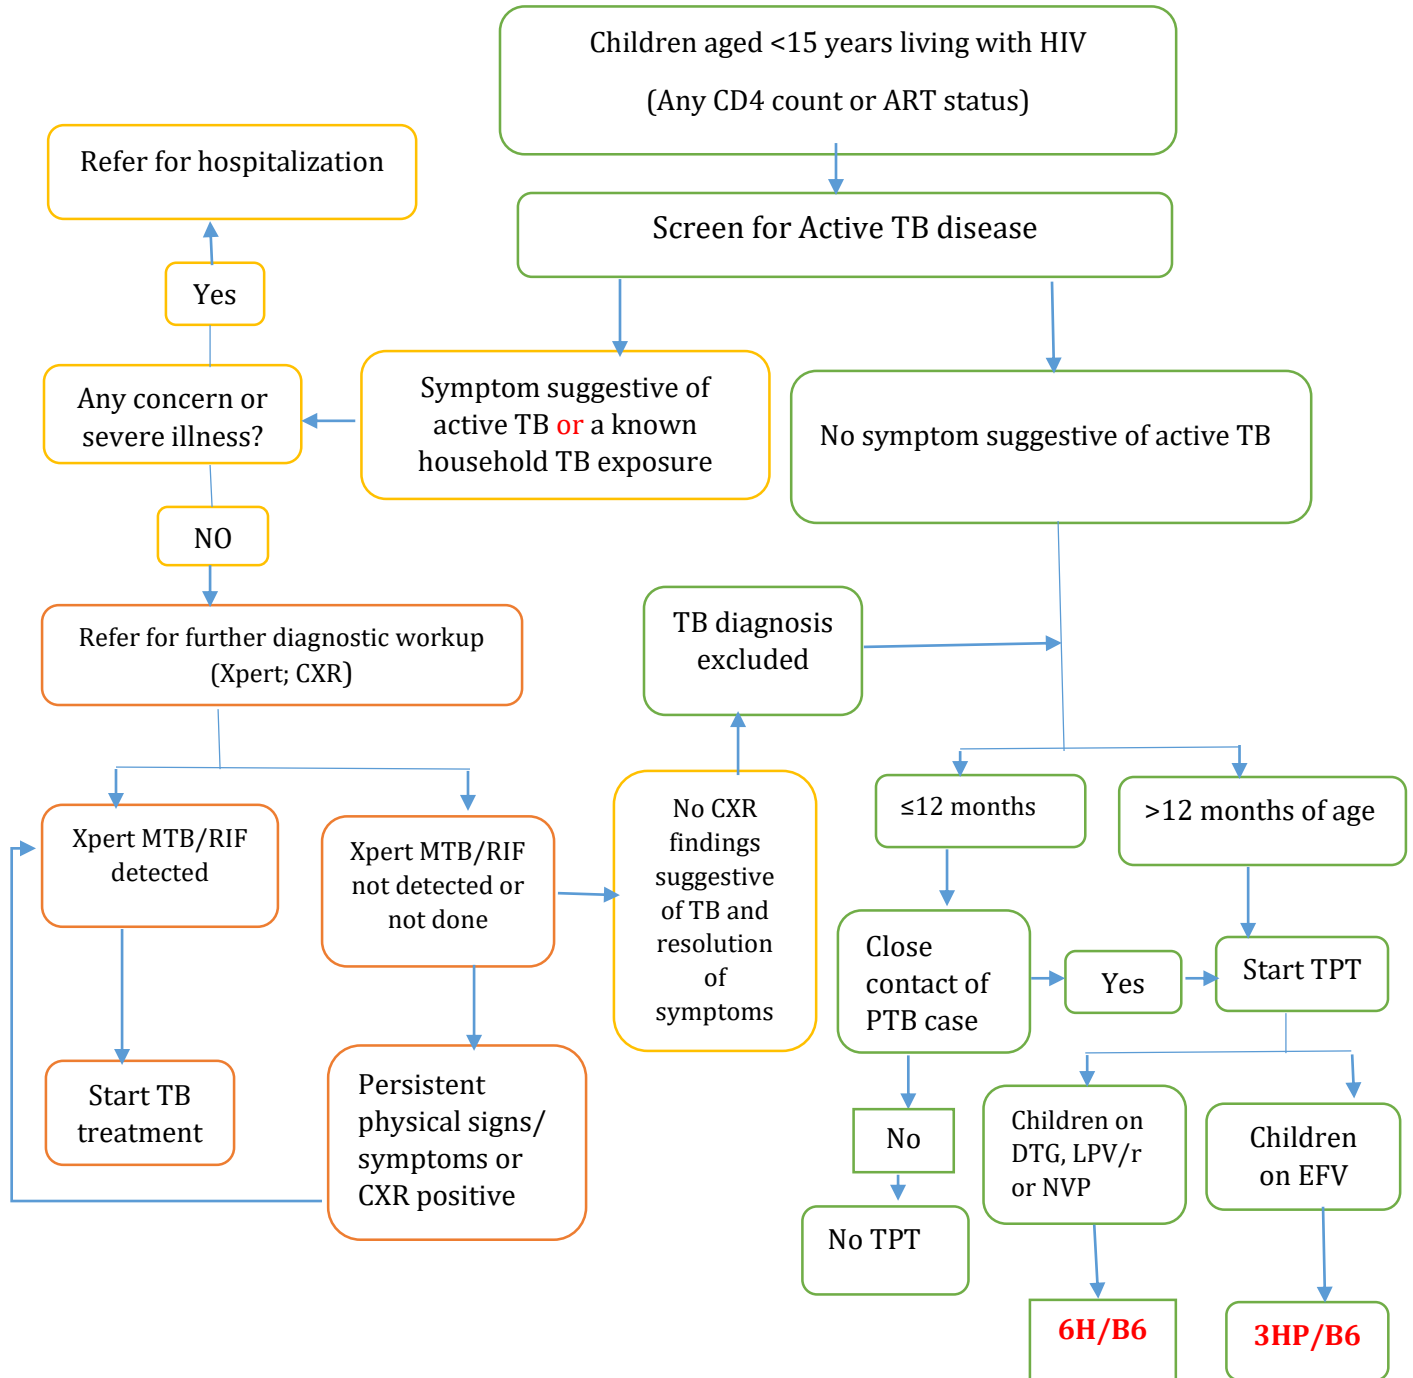 Children aged <15 years living with HIV
(Any CD4 count or ART status)
Refer for hospitalization
Screen for Active TB disease
Yes
Any concern or
severe illness?
Symptom suggestive of
active TB or a known
household TB exposure
No symptom suggestive of active TB
NO
Refer for further diagnostic workup
(Xpert; CXR)
TB diagnosis
excluded
Xpert MTB/RIF
detected
Xpert MTB/RIF
not detected or
not done
No CXR
findings
suggestive
of TB and
resolution
of
symptoms
≤12 months
>12 months of age
Close
contact of
PTB case
Yes
Start TPT
Start TB
treatment
Persistent
physical signs/
symptoms or
CXR positive
No
No TPT
Children on
DTG, LPV/r
or NVP
Children
on EFV
6H/B6
3HP/B6